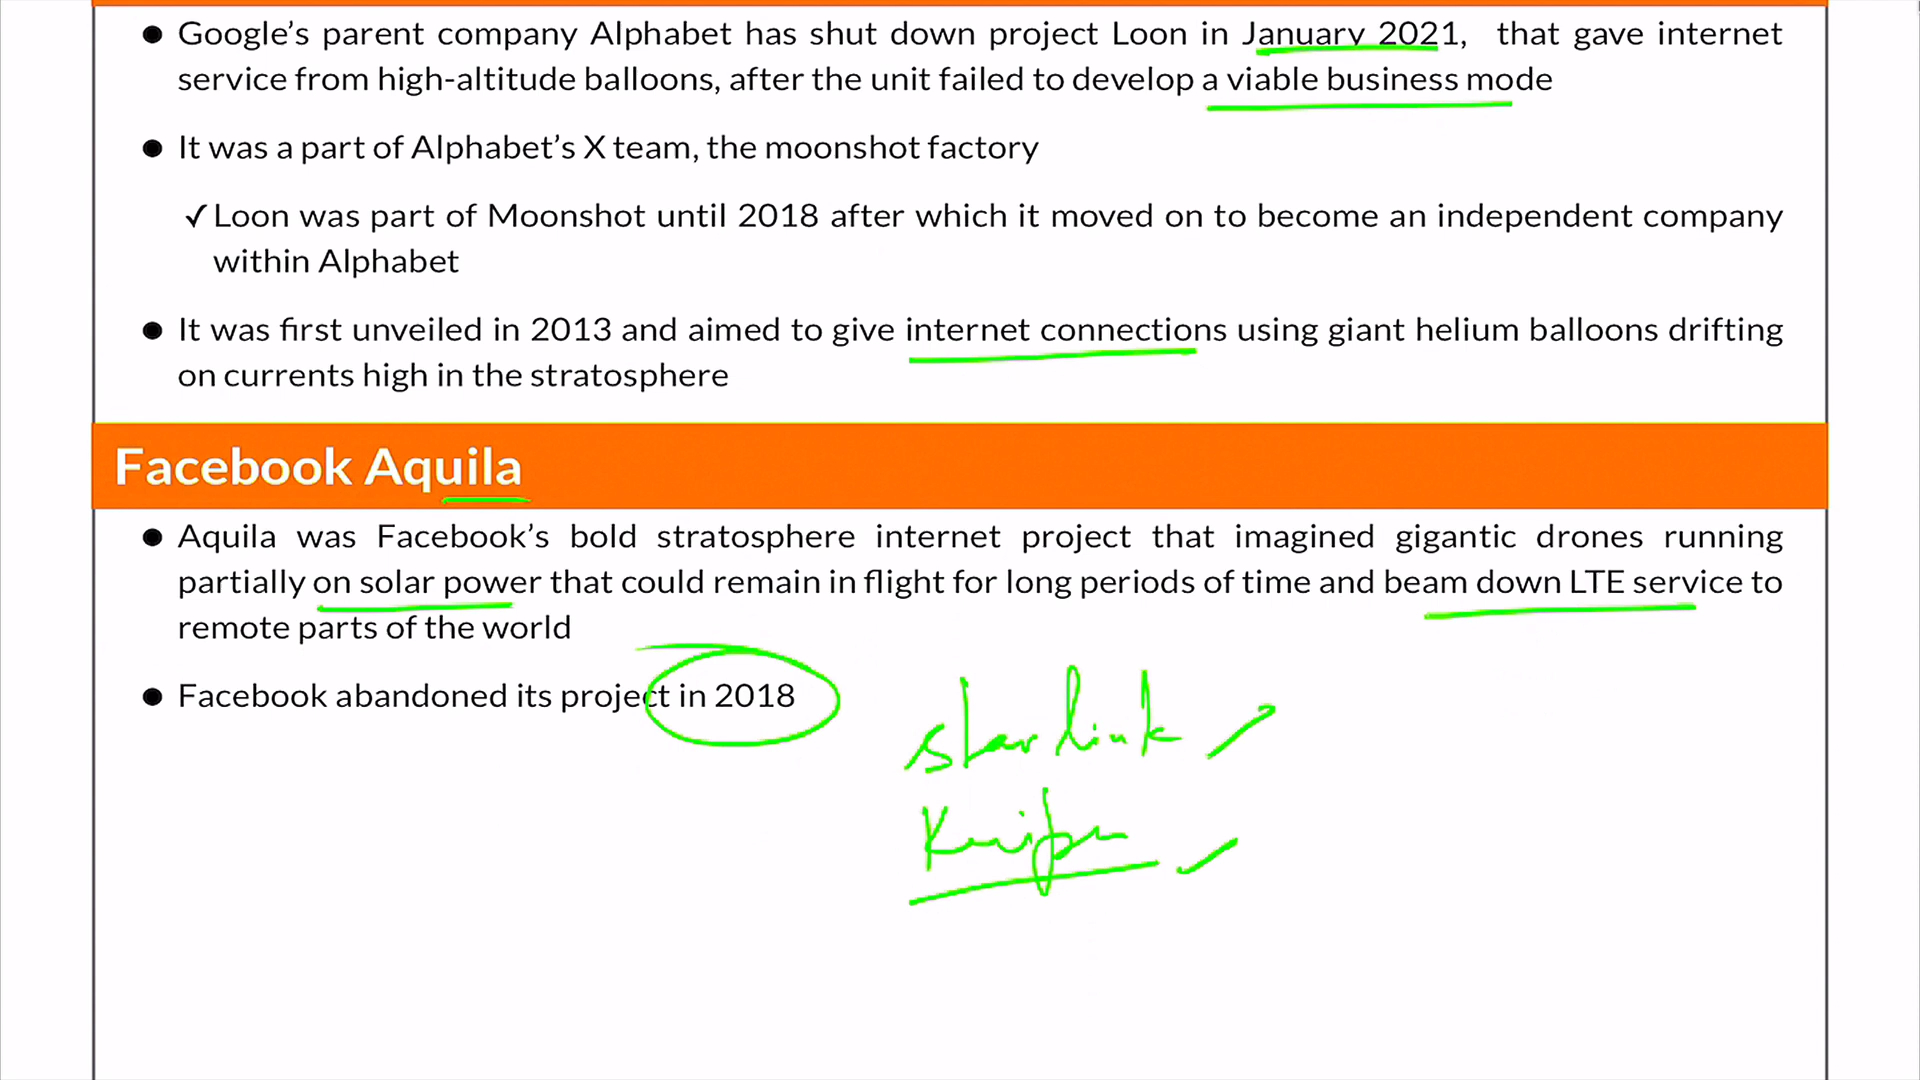 ● Google’s parent company Alphabet has shut down project Loon in January 2021, that gave internet
service from high-altitude balloons, after the unit failed to develop a viable business mode
● It was a part of Alphabet’s X team, the moonshot factory
✓ Loon was part of Moonshot until 2018 after which it moved on to become an independent company
within Alphabet
● It was first unveiled in 2013 and aimed to give internet connections using giant helium balloons drifting
on currents high in the stratosphere
Facebook Aquila
● Aquila was Facebook’s bold stratosphere internet project that imagined gigantic drones running
partially on solar power that could remain in flight for long periods of time and beam down LTE service to
remote parts of the world
● Facebook abandoned its project in 2018
starlink